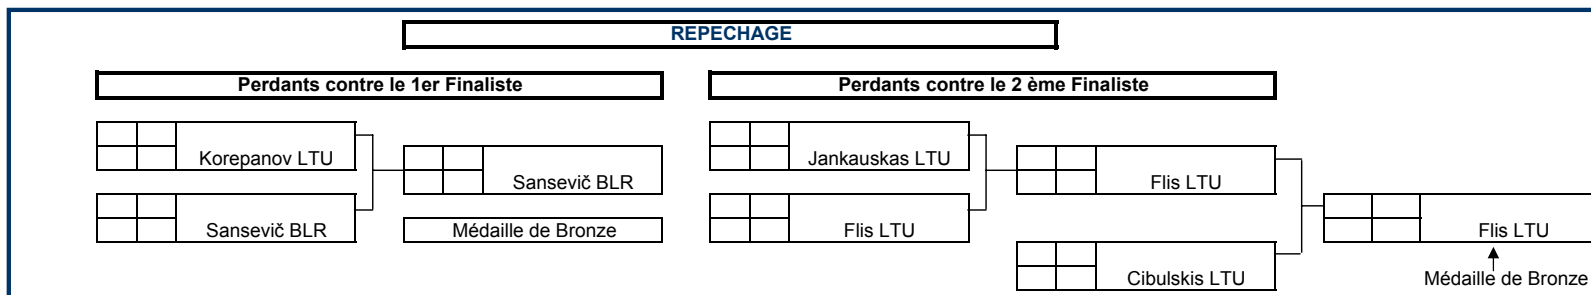 REPECHAGE
Perdants contre le 1er Finaliste
Perdants contre le 2 ème Finaliste
Korepanov LTU
Jankauskas LTU
Sansevič BLR
Flis LTU
Sansevič BLR
Médaille de Bronze
Flis LTU
Flis LTU
Cibulskis LTU
Médaille de Bronze